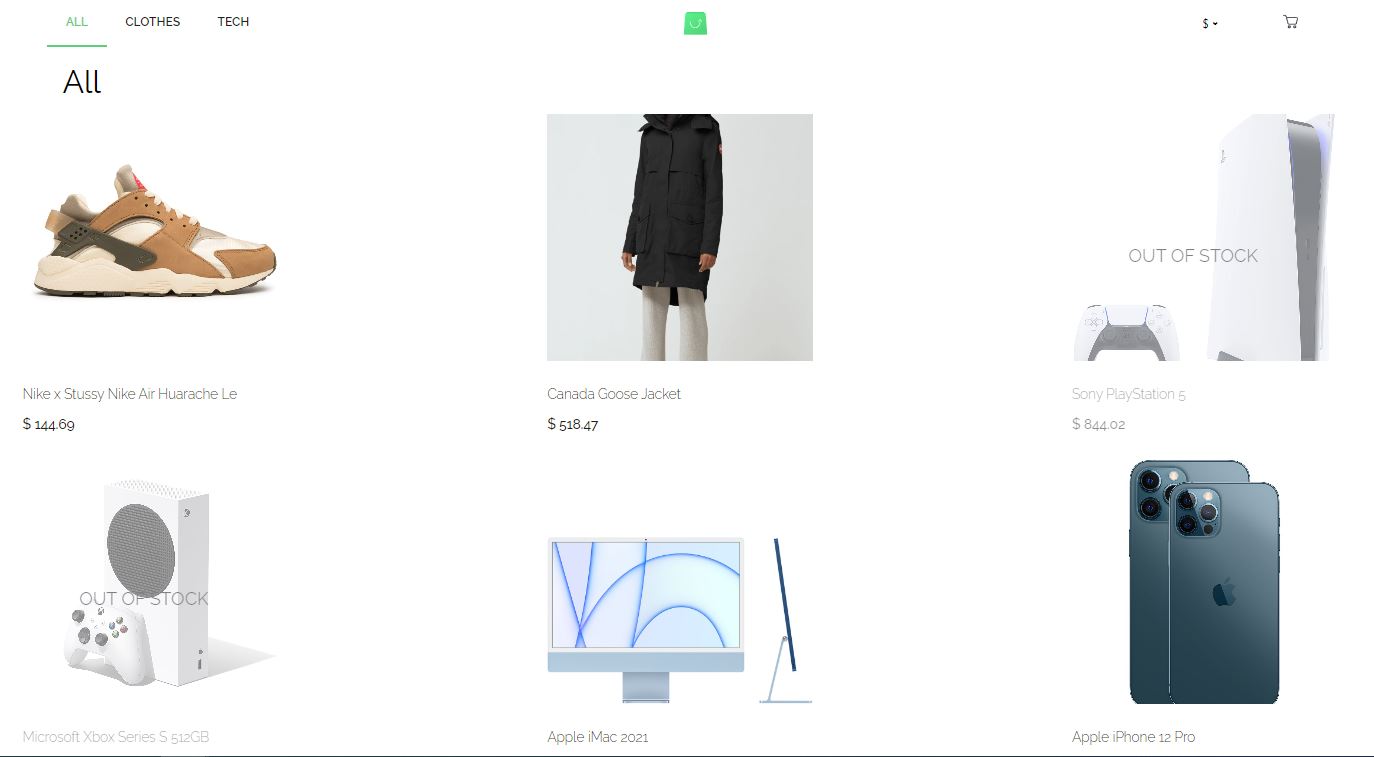 ALL CLOTHES TECH $
All
OUT OF STOCK
Nike x Stussy Nike Air Huarache Le
$ 144.69
Canada Goose Jacket
$ 518.47
Sony PlayStation 5
$ 844.02
OUT OF STOCK
Microsoft Xbox Series S 512GB
Apple iMac 2021
Apple iPhone 12 Pro